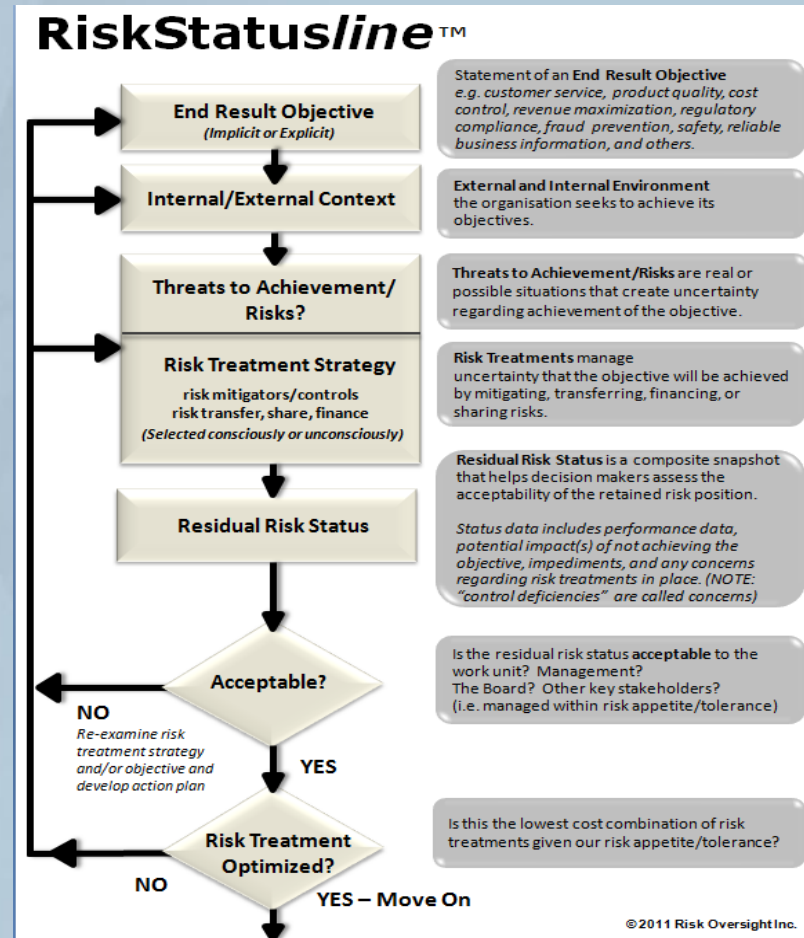 RiskStatusline™
End Result Objective
(Implicit or Explicit)
Statement of an End Result Objective
e.g. customer service, product quality, cost
control, revenue maximization, regulatory
compliance, fraud prevention, safety, reliable
business information, and others.
Internal/External Context
External and Internal Environment
the organisation seeks to achieve its
objectives.
Threats to Achievement/
Risks?
Threats to Achievement/Risks are real or
possible situations that create uncertainty
regarding achievement of the objective.
Risk Treatment Strategy
risk mitigators/controls
risk transfer, share, finance
(Selected consciously or unconsciously)
Risk Treatments manage
uncertainty that the objective will be achieved
by mitigating, transferring, financing, or
sharing risks.
Residual Risk Status
Residual Risk Status is a composite snapshot
that helps decision makers assess the
acceptability of the retained risk position.
Status data includes performance data,
potential impact(s) of not achieving the
objective, impediments, and any concerns
regarding risk treatments in place. (NOTE:
“control deficiencies” are called concerns)
Acceptable?
NO
Re-examine risk
treatment strategy
and/or objective and
develop action plan
YES
Is the residual risk status acceptable to the
work unit? Management?
The Board? Other key stakeholders?
(i.e. managed within risk appetite/tolerance)
Risk Treatment
Optimized?
NO
YES – Move On
Is this the lowest cost combination of risk
treatments given our risk appetite/tolerance?
© 2011 Risk Oversight Inc.